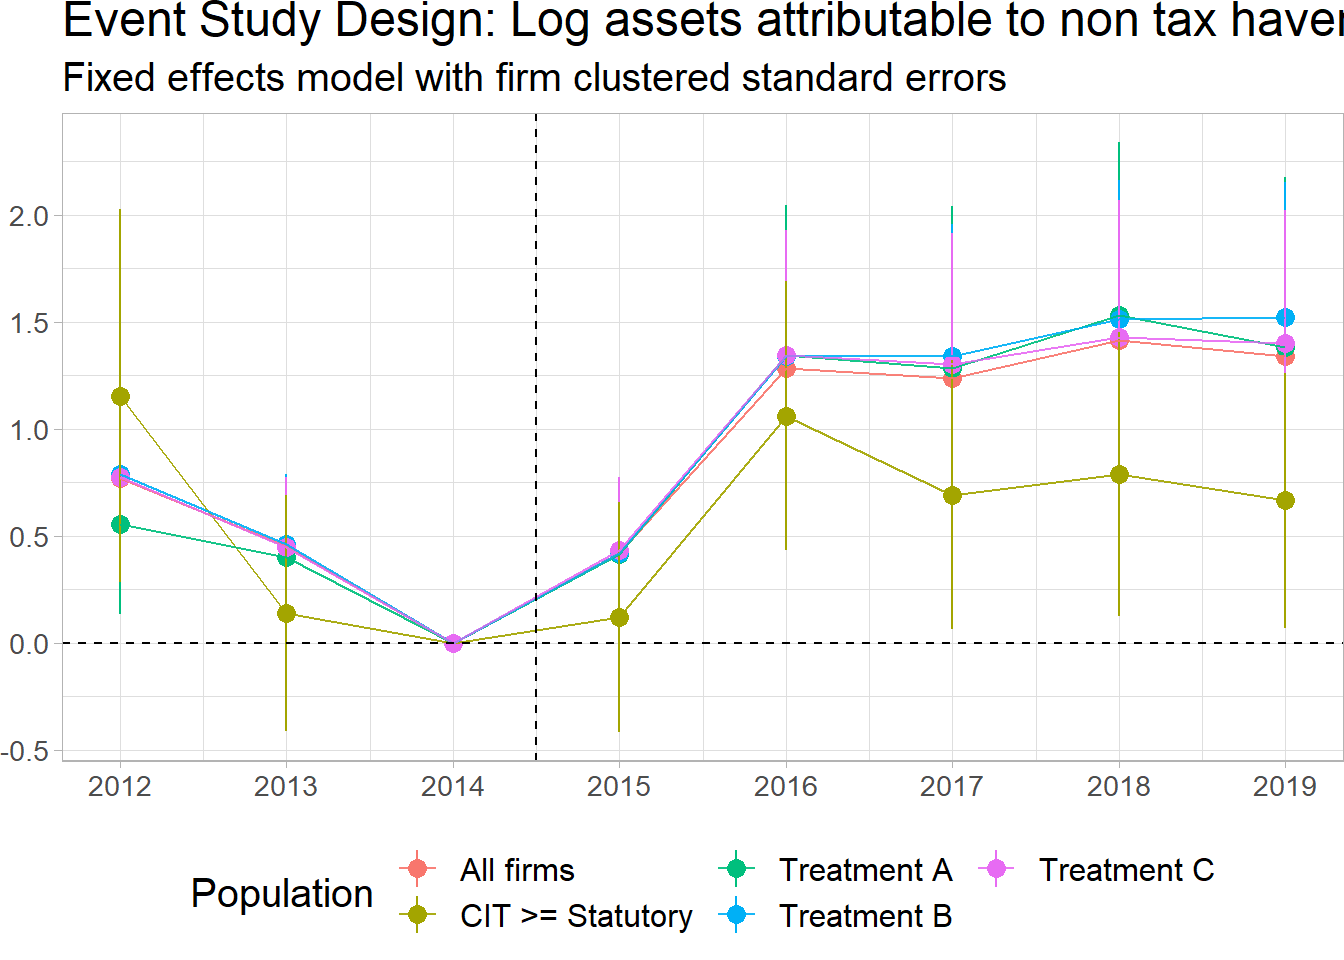 Event Study Design: Log assets attributable to non tax haven
Fixed effects model with firm clustered standard errors
2.0
1.5
1.0
0.5
0.0
-0.5
2012 2013 2014 2015 2016 2017 2018 2019
Population
All firms
CIT >= Statutory
Treatment A
Treatment B
Treatment C